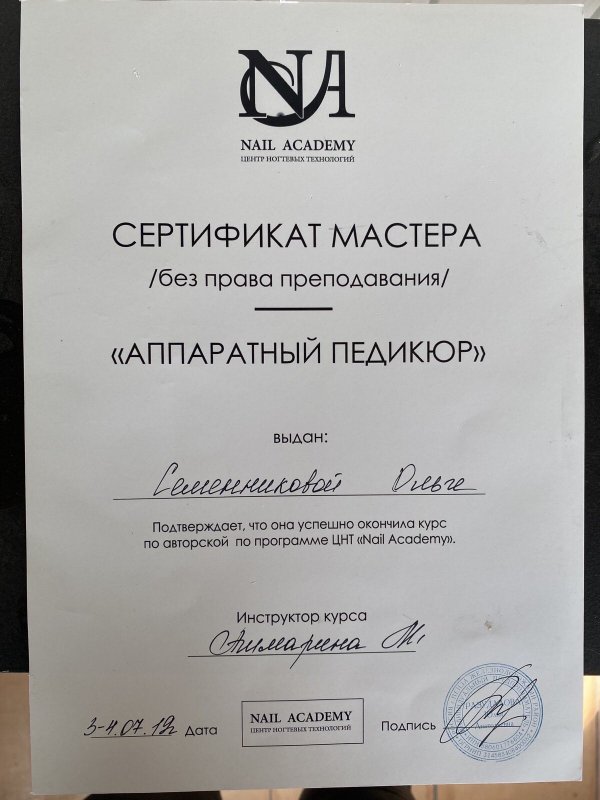 NA
NAIL ACADEMY
ЦЕНТР НОГТЕВЫХ ТЕХНОЛОГИЙ
СЕРТИФИКАТ МАСТЕРА
/без права преподавания/
«АППАРАТНЫЙ ПЕДИКЮР»
выдан:
Семенниковой Ольге
Подтверждает, что она успешно окончила курс
по авторской по программе ЦНТ «Nail Academy».
Инструктор курса
3-4.07.19г Дата
NAIL ACADEMY
ЦЕНТР НОГТЕВЫХ ТЕХНОЛОГИЙ
Подпись